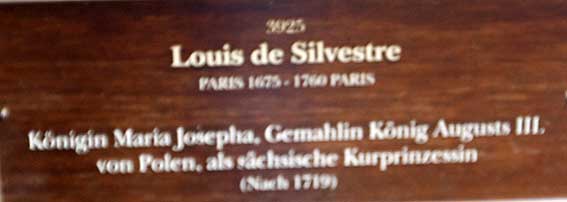 3925
Louis de Silvestre
PARIS 1675 - 1760 PARIS
Königin Maria Josepha, Gemahlin König Augusts III.
von Polen, als sächsische Kurprinzessin
(Nach 1719)